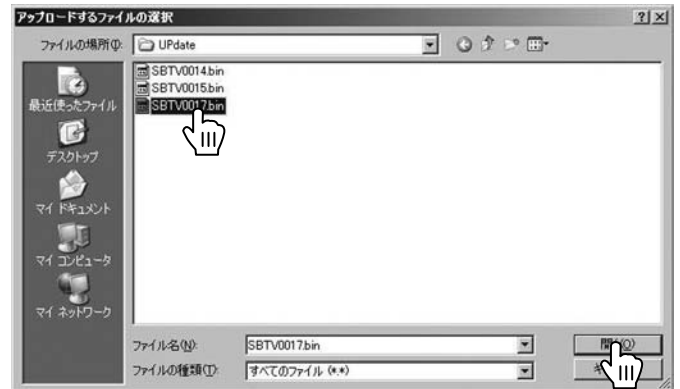 アップロードするファイルの選択
ファイルの場所(I):
UPdate
SBTV0014.bin
SBTV0015.bin
SBTV0017.bin
最近使ったファイル
デスクトップ
マイ ドキュメント
マイ コンピュータ
マイ ネットワーク
ファイル名(N):
SBTV0017.bin
ファイルの種類(T):
すべてのファイル (*.*)